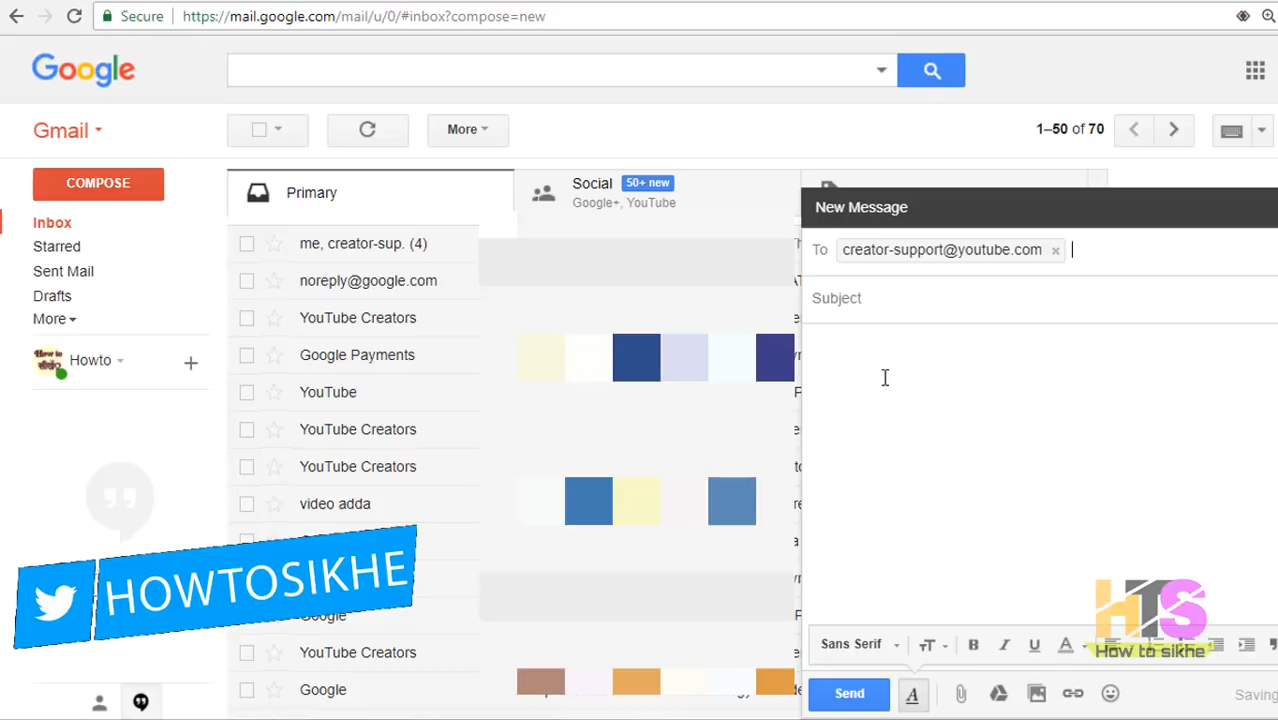 Secure
https://mail.google.com/mail/u/0/#inbox?compose=new
Google
Gmail
More
1–50 of 70
COMPOSE
Inbox
Starred
Sent Mail
Drafts
More
Howto
Primary
Social 50+ new
Google+, YouTube
me, creator-sup. (4)
noreply@google.com
YouTube Creators
Google Payments
YouTube
YouTube Creators
YouTube Creators
video adda
Google
YouTube Creators
Google
New Message
To creator-support@youtube.com ×
Subject
Sans Serif
Send
Saving
HOWTOSIKHE
HTS
How to sikhe